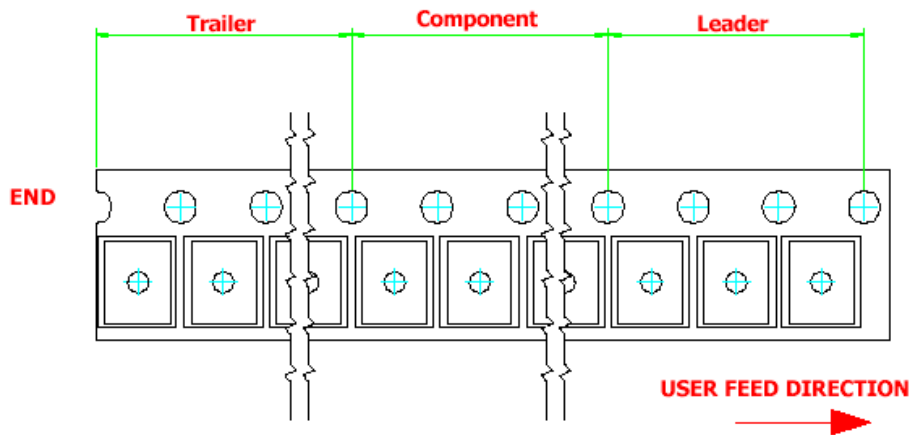 Trailer
Component
Leader
END
USER FEED DIRECTION